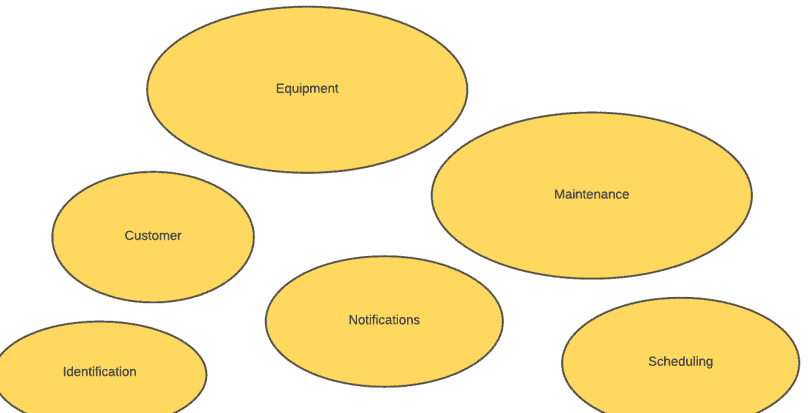 Equipment
Maintenance
Customer
Notifications
Scheduling
Identification